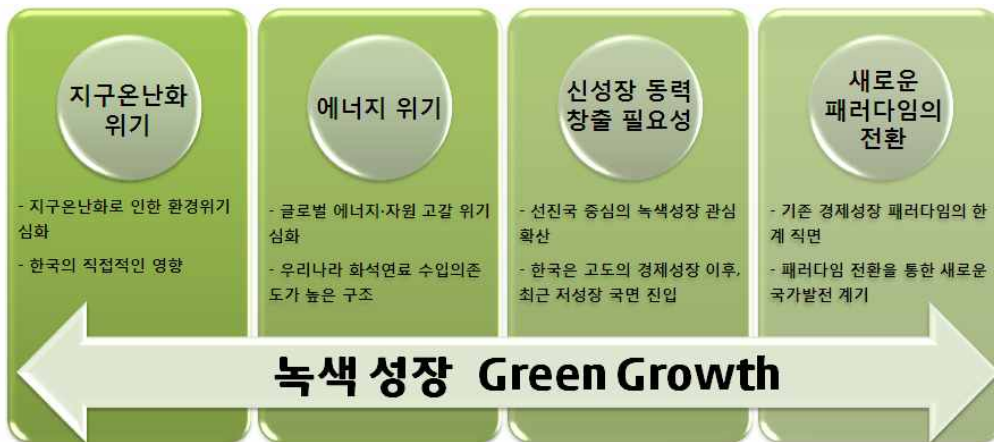 지구온난화
위기
- 지구온난화로 인한 환경위기
심화
- 한국의 직접적인 영향
에너지 위기
- 글로벌 에너지·자원 고갈 위기
심화
- 우리나라 화석연료 수입의존
도가 높은 구조
신성장 동력
창출 필요성
- 선진국 중심의 녹색성장 관심
확산
- 한국은 고도의 경제성장 이후,
최근 저성장 국면 진입
새로운
패러다임의
전환
- 기존 경제성장 패러다임의 한
계 직면
- 패러다임 전환을 통한 새로운
국가발전 계기
녹색 성장 Green Growth